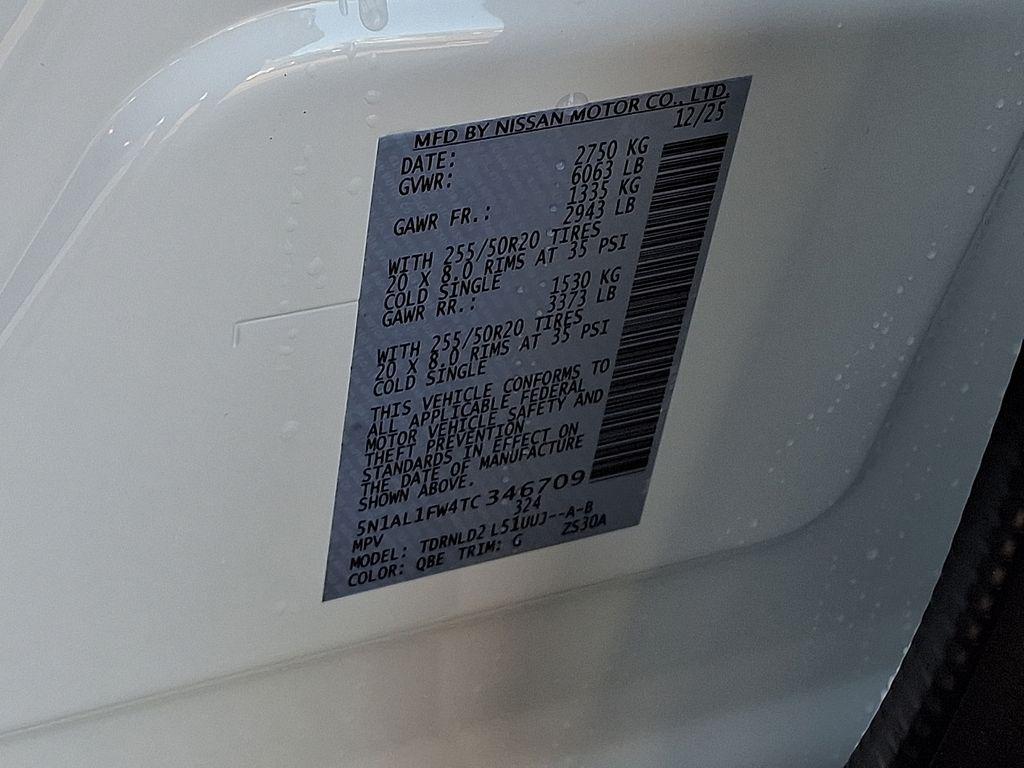 MFD BY NISSAN MOTOR CO., LTD.
DATE: 12/25
GVWR: 2750 KG
6063 LB
GAWR FR.: 1335 KG
2943 LB
WITH 255/50R20 TIRES
20 X 8.0 RIMS AT 35 PSI
COLD SINGLE
GAWR RR.: 1530 KG
3373 LB
WITH 255/50R20 TIRES
20 X 8.0 RIMS AT 35 PSI
COLD SINGLE
THIS VEHICLE CONFORMS TO
ALL APPLICABLE FEDERAL
MOTOR VEHICLE SAFETY AND
THEFT PREVENTION
STANDARDS IN EFFECT ON
THE DATE OF MANUFACTURE
SHOWN ABOVE.
5N1AL1FW4TC346709
MPV 324
MODEL: TDRNLD2 L51UUJ--A-B
COLOR: QBE TRIM: G ZS30A